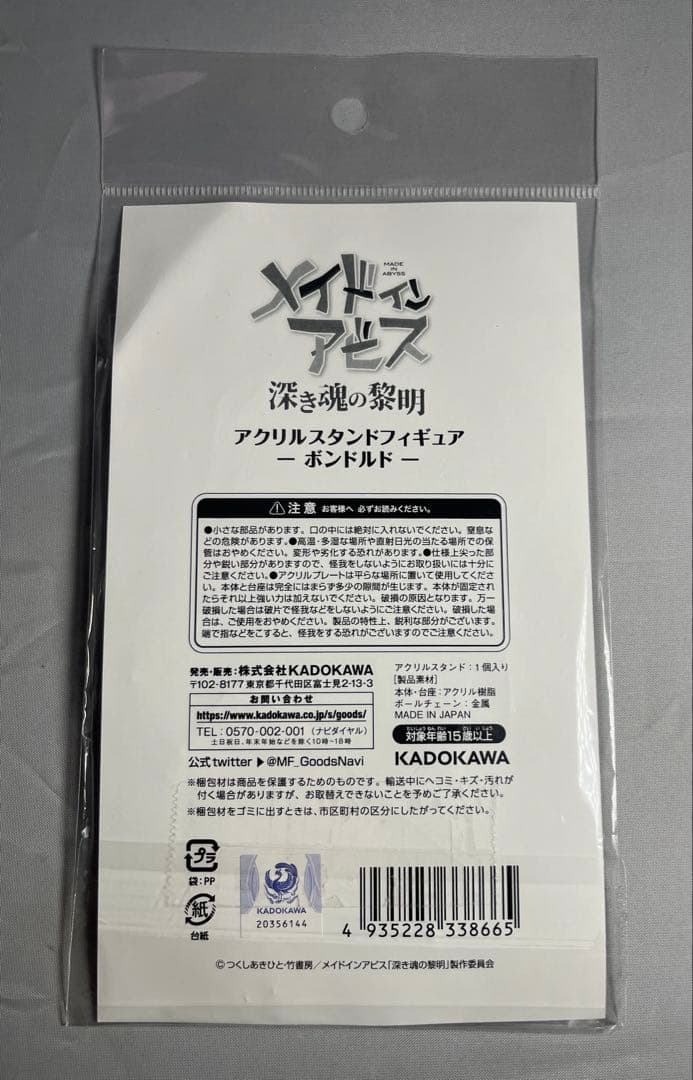 MADE
IN
ABYSS
メイドイン
アビス
深き魂の黎明
アクリルスタンドフィギュア
― ボンドルド ―
⚠注意 お客様へ 必ずお読みください。
●小さな部品があります。口の中には絶対に入れないでください。窒息な
どの危険があります。●高温・多湿な場所や直射日光の当たる場所での保
管はおやめください。変形や劣化する恐れがあります。●仕様上尖った部
分や鋭い部分がありますので、怪我をしないようにお取り扱いには十分に
ご注意ください。●アクリルプレートは平らな場所に置いて使用してくださ
い。本体と台座は完全にはまらず多少の隙間が生じます。本体が固定され
たらそれ以上強い力は加えないでください。破損の原因となります。万一
破損した場合は破片で怪我などをしないようにご注意ください。破損した場
合は、ご使用をおやめください。製品の特性上、鋭利な部分がございます。
端で指などをこすると、怪我をする恐れがございますのでご注意ください。
発売・販売：株式会社KADOKAWA
〒102-8177 東京都千代田区富士見2-13-3
お問い合わせ
https://www.kadokawa.co.jp/s/goods/
TEL：0570-002-001（ナビダイヤル）
土日祝日、年末年始などを除く10時〜18時
公式twitter ▶@MF_GoodsNavi
アクリルスタンド：1個入り
[製品素材]
本体・台座：アクリル樹脂
ボールチェーン：金属
MADE IN JAPAN
対象年齢15歳以上
KADOKAWA
※梱包材は商品を保護するためのものです。輸送中にヘコミ・キズ・汚れが
付く場合がありますが、お取替えできないことを予めご了承ください。
※梱包材をゴミに出すときは、市区町村の区分にしたがってください。
プラ
袋：PP
紙
台紙
KADOKAWA
20356144
4 935228 338665
©つくしあきひと・竹書房／メイドインアビス「深き魂の黎明」製作委員会